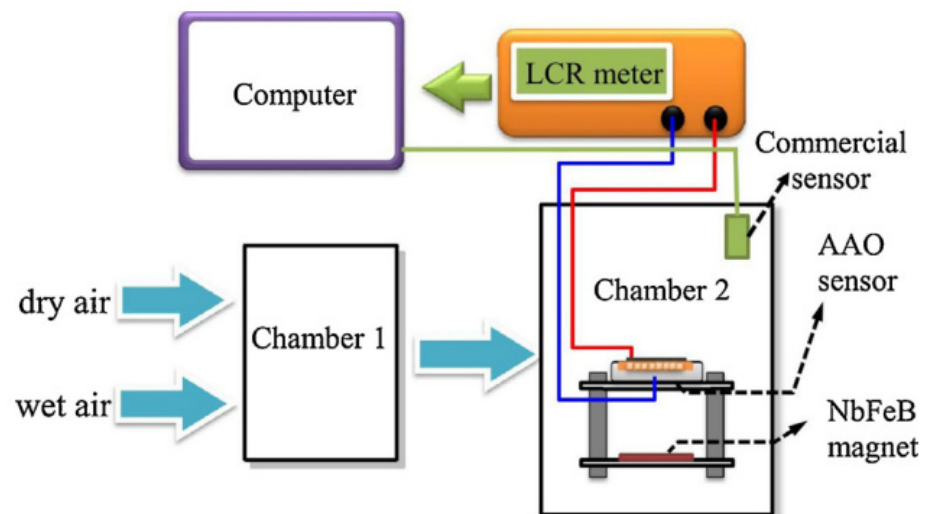 Computer
LCR meter
Commercial
sensor
AAO
sensor
dry air
Chamber 1
Chamber 2
wet air
NbFeB
magnet